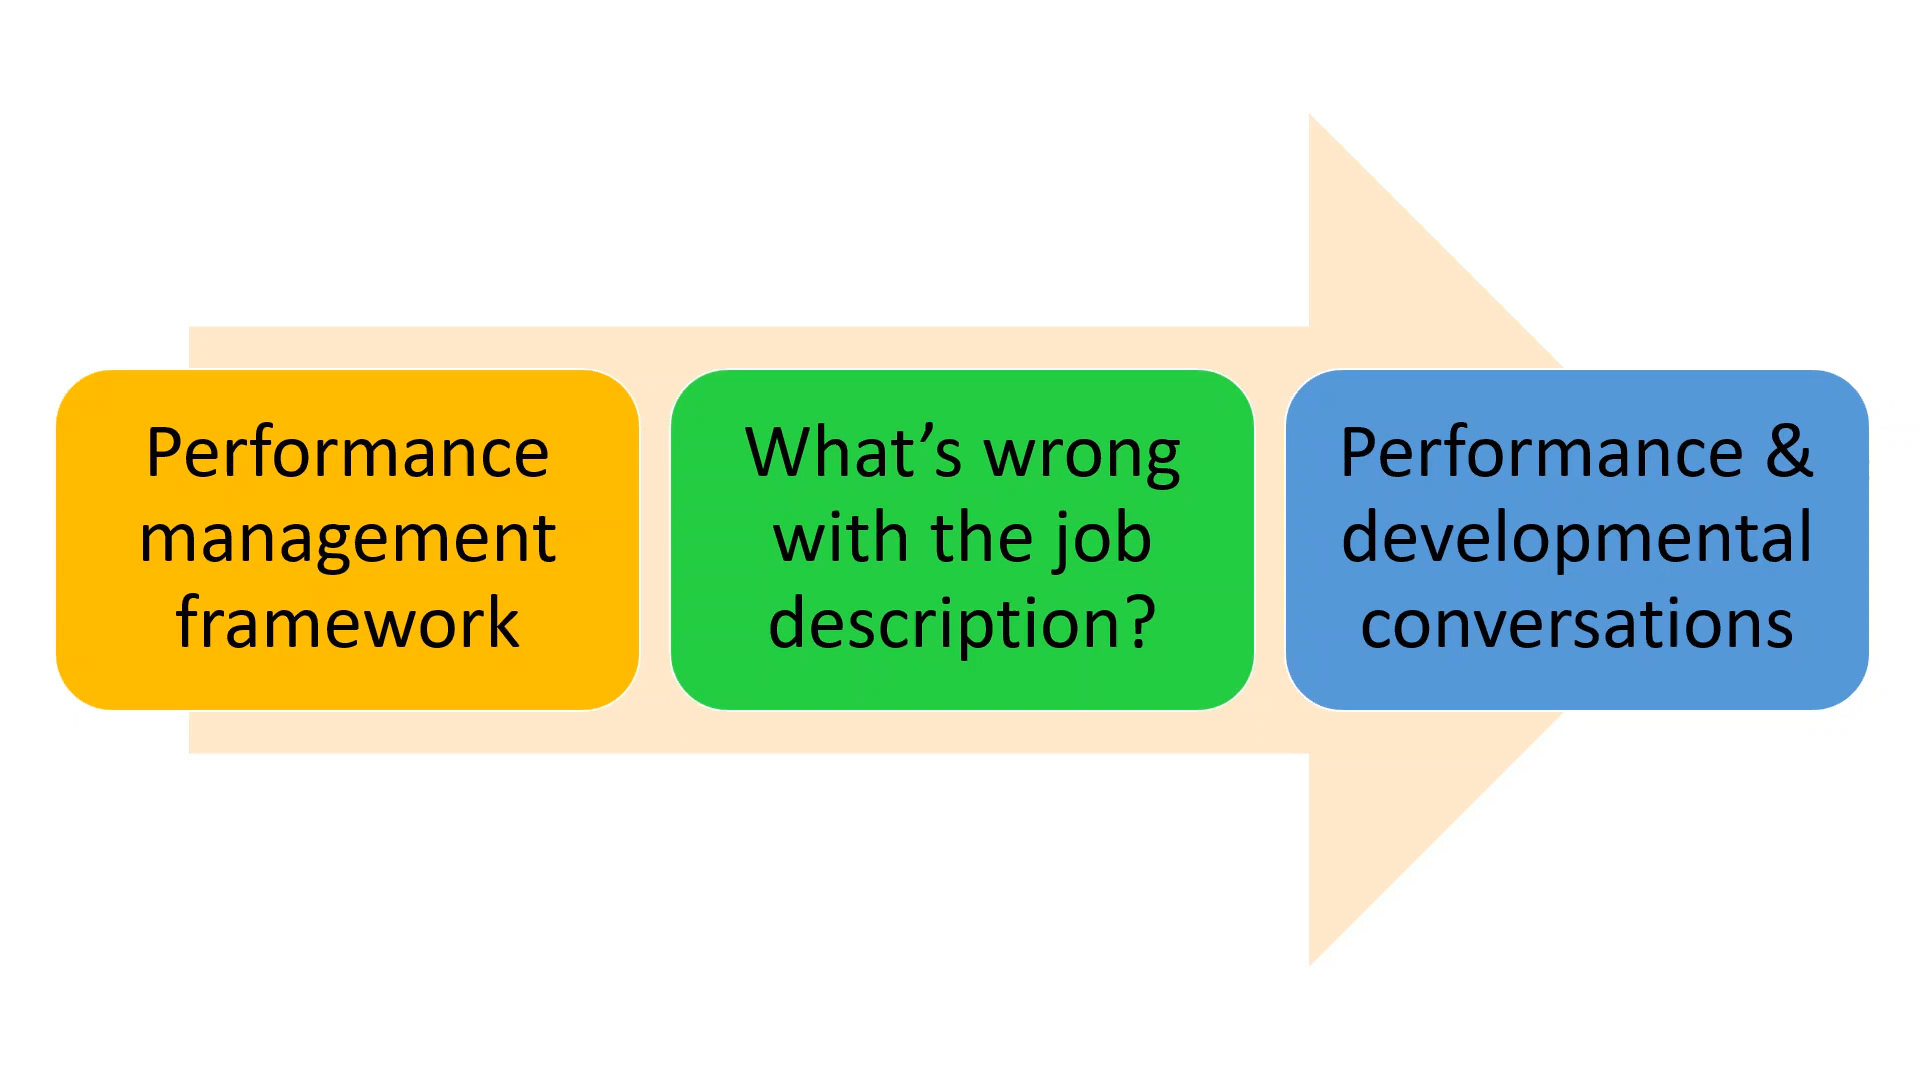 Performance
management
framework
What’s wrong
with the job
description?
Performance &
developmental
conversations